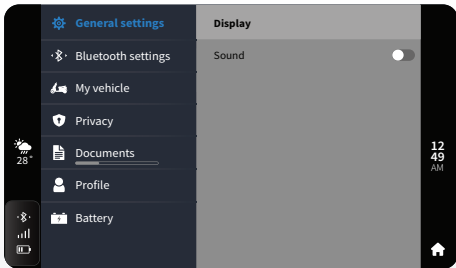 General settings
Bluetooth settings
My vehicle
Privacy
Documents
Profile
Battery
Display
Sound
28°
12
49
AM